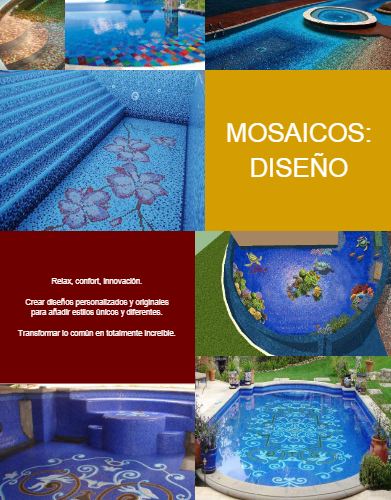 MOSAICOS:
DISEÑO
Relax, confort, innovación.
Crear diseños personalizados y originales
para añadir estilos únicos y diferentes.
Transformar lo común en totalmente increíble.